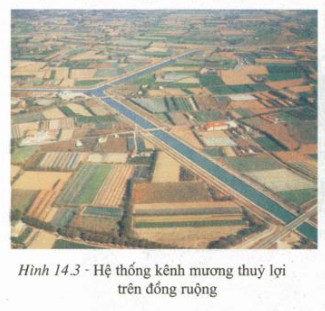 Hình 14.3 - Hệ thống kênh mương thuỷ lợi
trên đồng ruộng